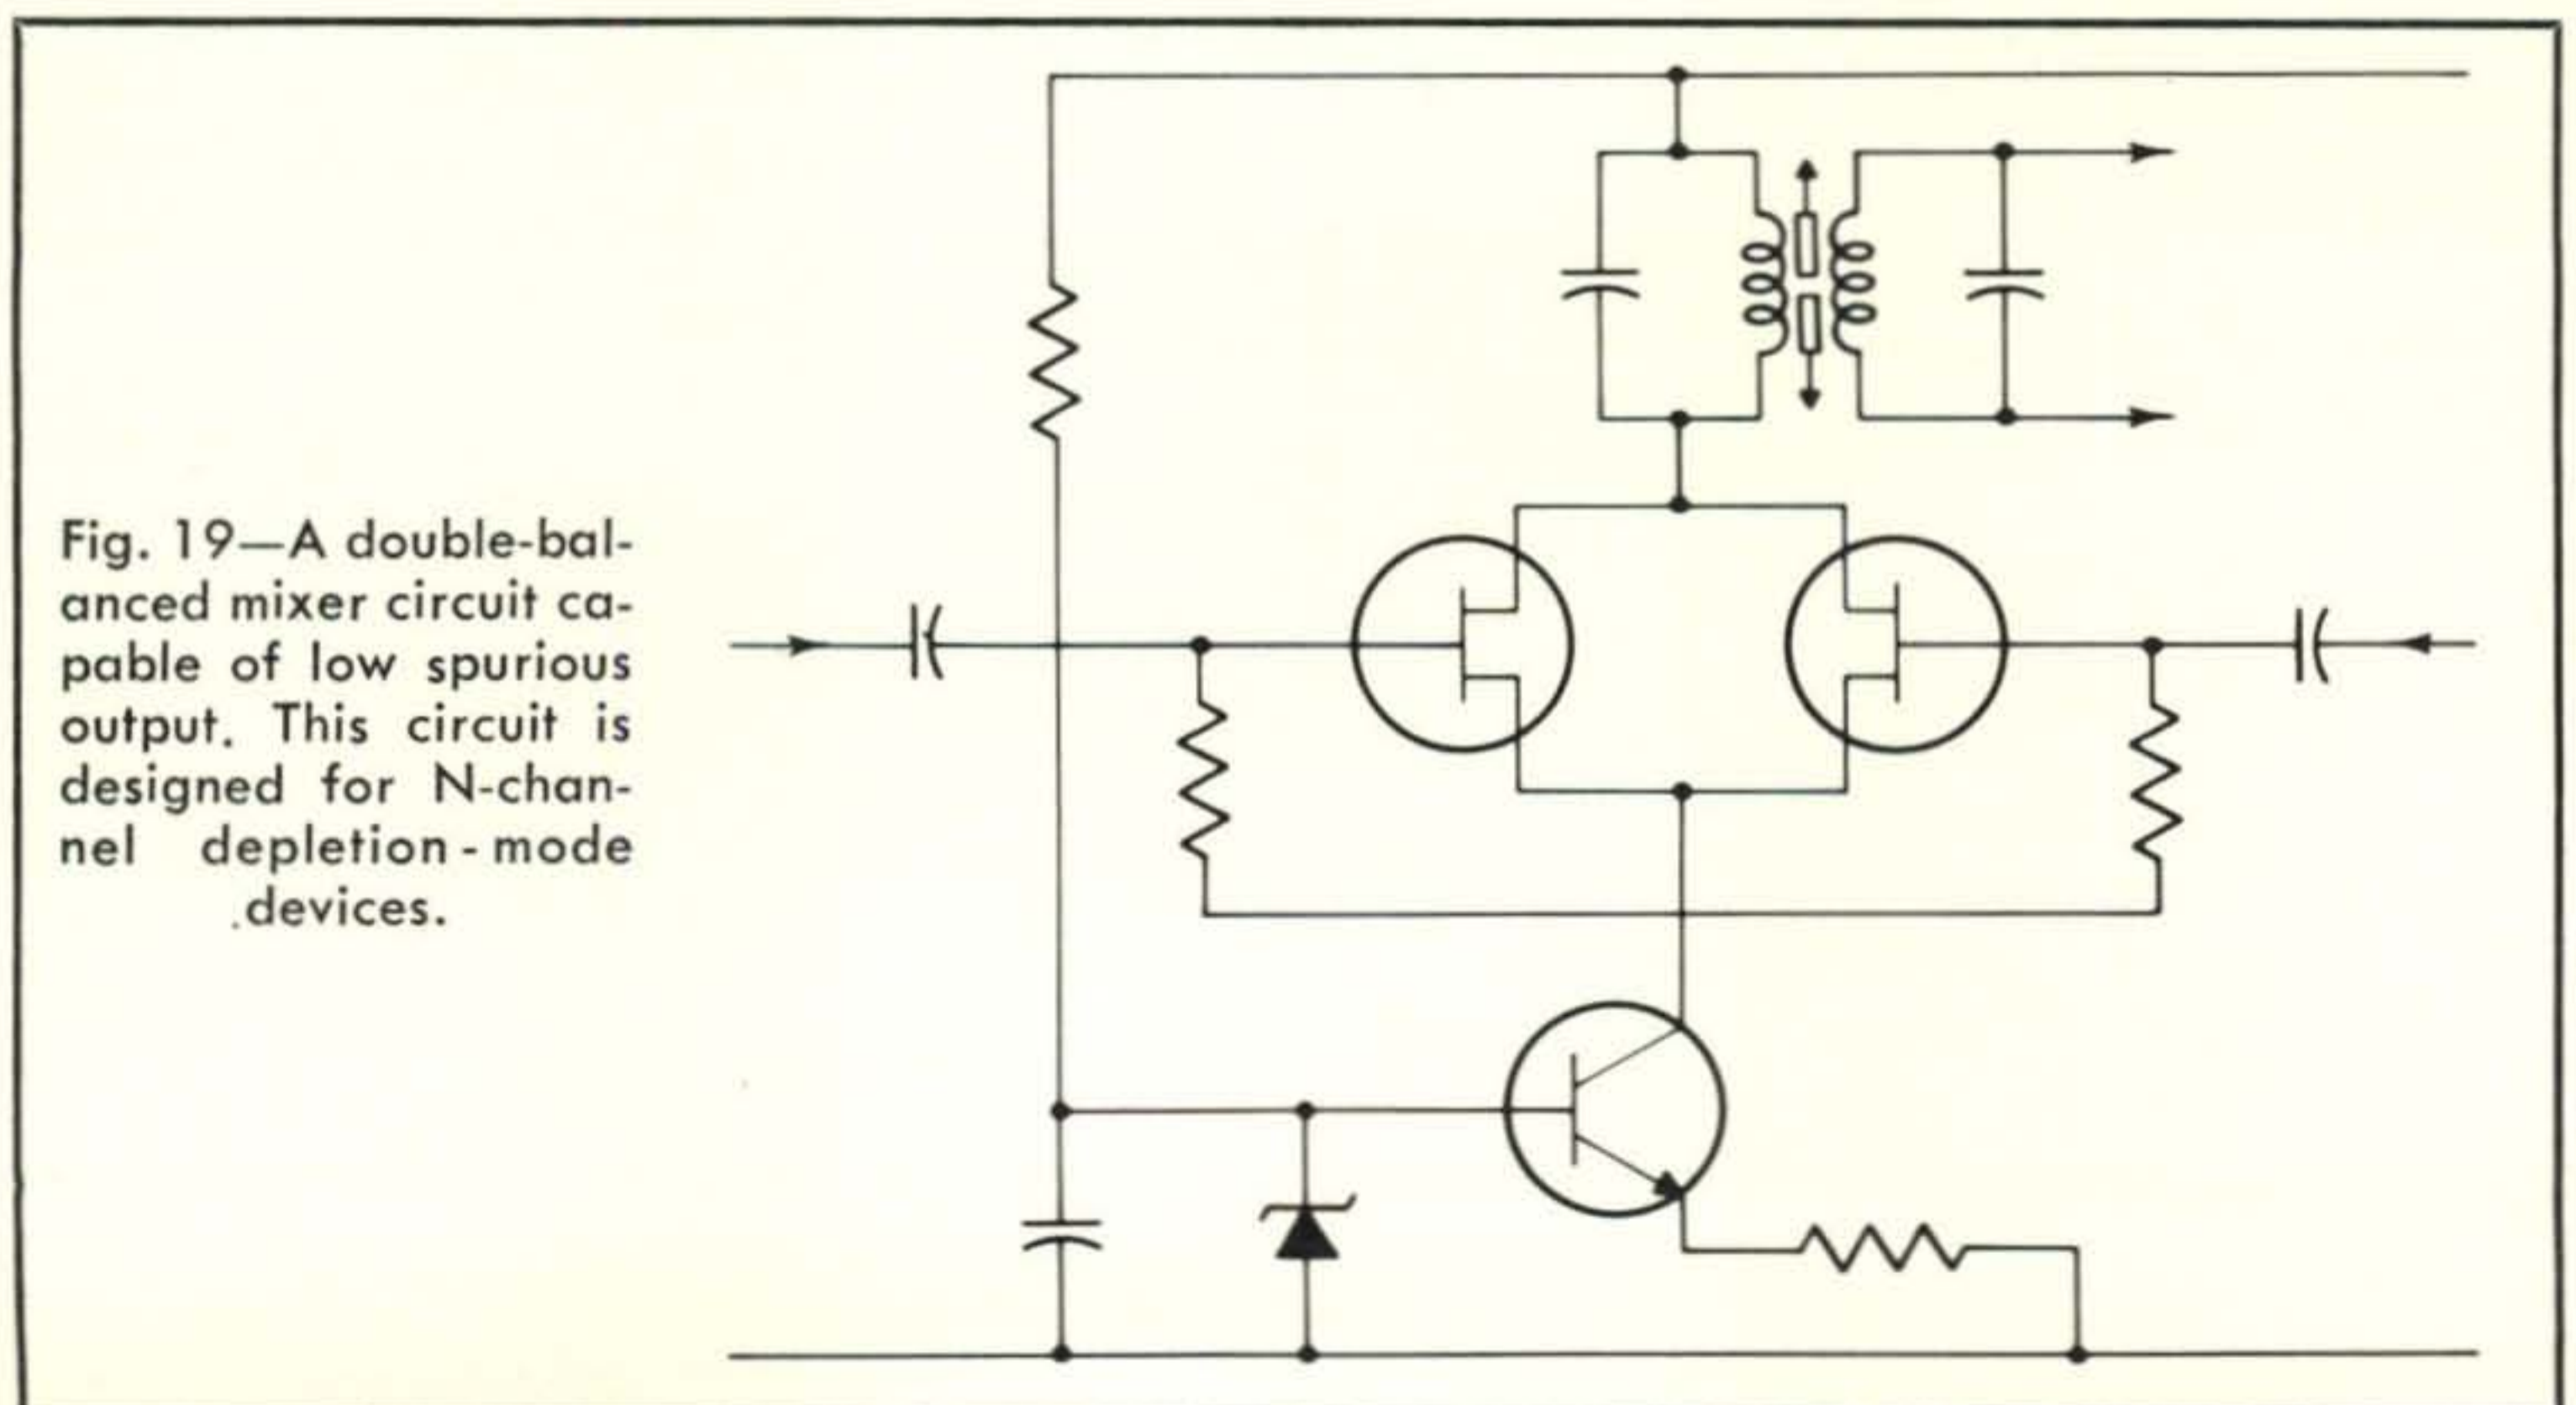 Fig. 19—A double-bal-
anced mixer circuit ca-
pable of low spurious
output. This circuit is
designed for N-chan-
nel depletion-mode
devices.